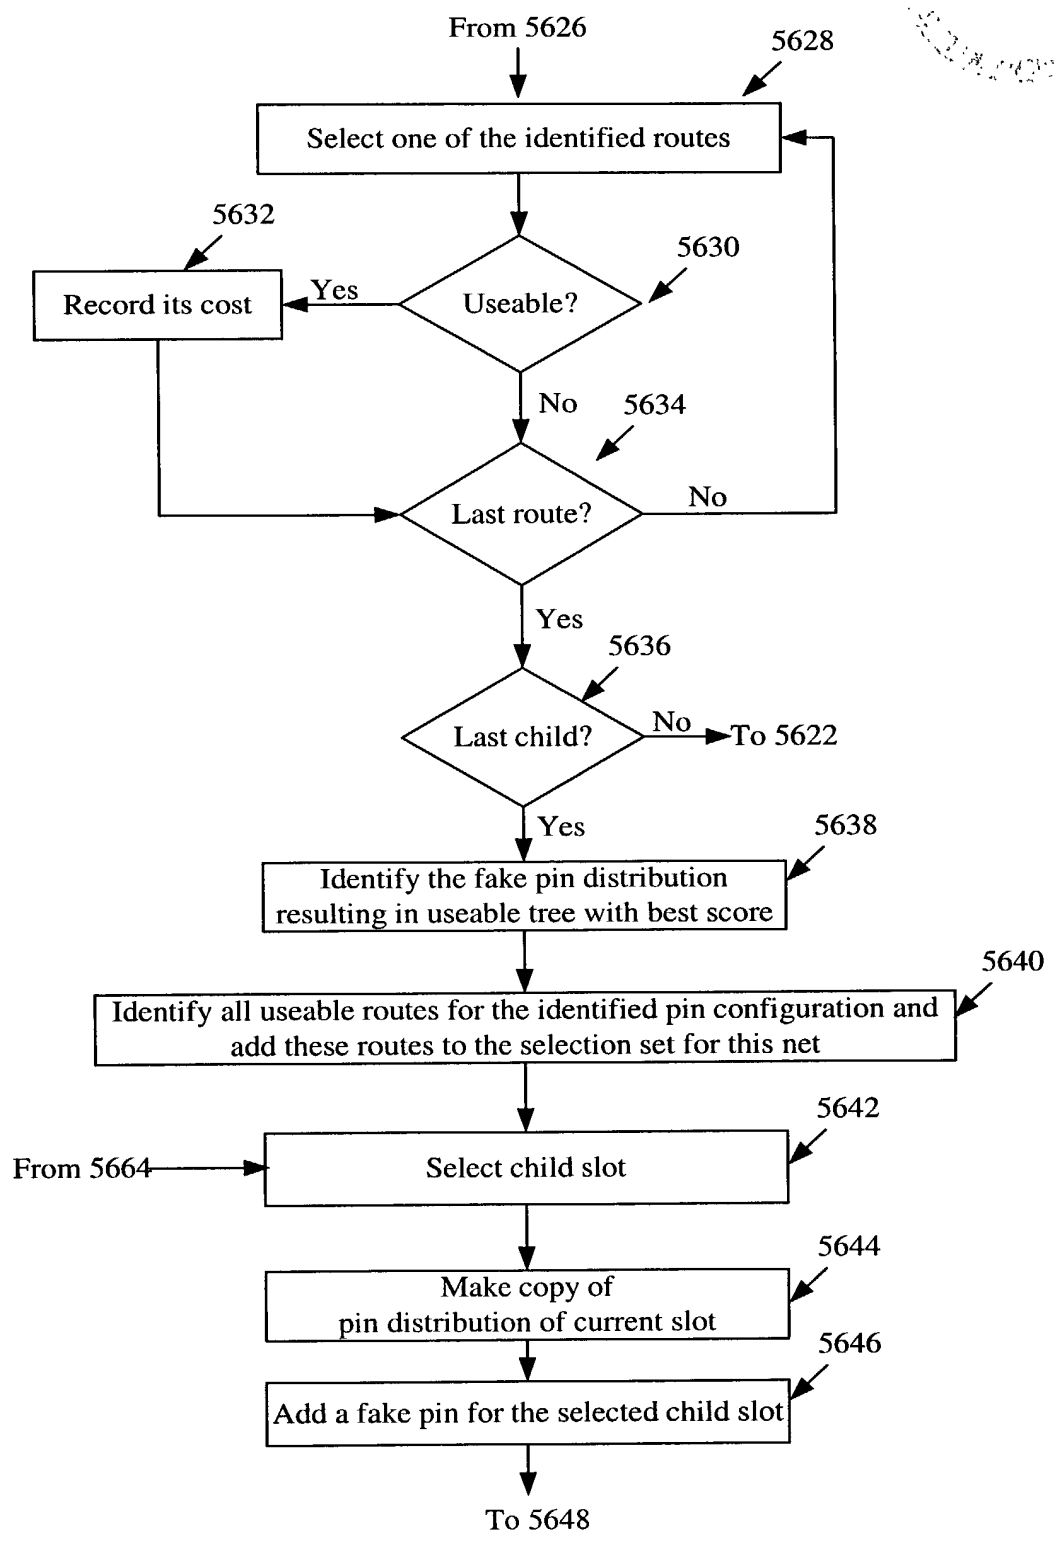 From 5626
5628
Select one of the identified routes
5632
5630
Record its cost
Yes
Useable?
No
5634
Last route?
No
Yes
5636
Last child?
No
To 5622
Yes
5638
Identify the fake pin distribution
resulting in useable tree with best score
5640
Identify all useable routes for the identified pin configuration and
add these routes to the selection set for this net
5642
From 5664
Select child slot
5644
Make copy of
pin distribution of current slot
5646
Add a fake pin for the selected child slot
To 5648